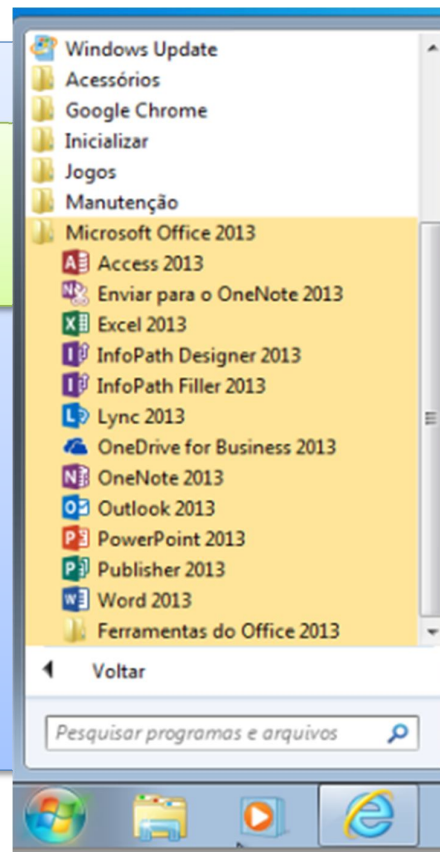 Windows Update
Acessórios
Google Chrome
Inicializar
Jogos
Manutenção
Microsoft Office 2013
Access 2013
Enviar para o OneNote 2013
Excel 2013
InfoPath Designer 2013
InfoPath Filler 2013
Lync 2013
OneDrive for Business 2013
OneNote 2013
Outlook 2013
PowerPoint 2013
Publisher 2013
Word 2013
Ferramentas do Office 2013
Voltar
Pesquisar programas e arquivos